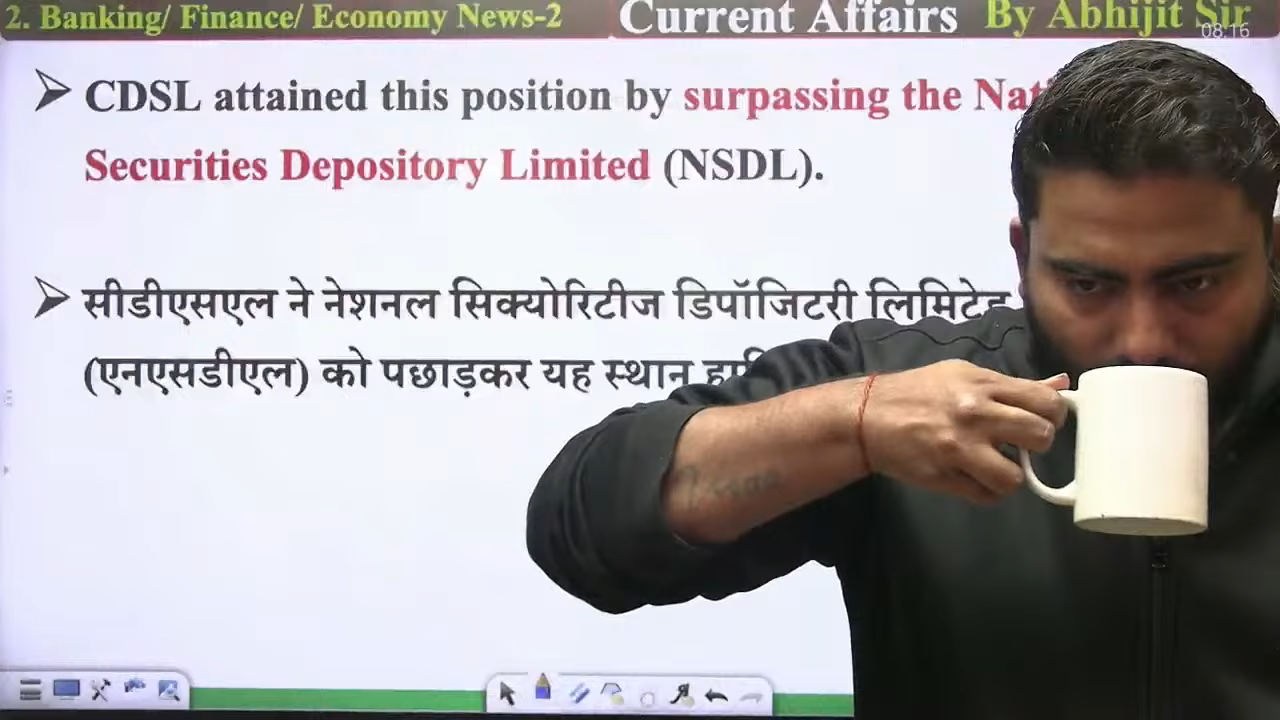 2. Banking/ Finance/ Economy News-2
Current Affairs
By Abhijit Sir
08:16
CDSL attained this position by surpassing the
Securities Depository Limited (NSDL).
सीडीएसएल ने नेशनल सिक्योरिटीज डिपॉजिटरी लिमिटेड
(एनएसडीएल) को पछाड़कर यह स्थान